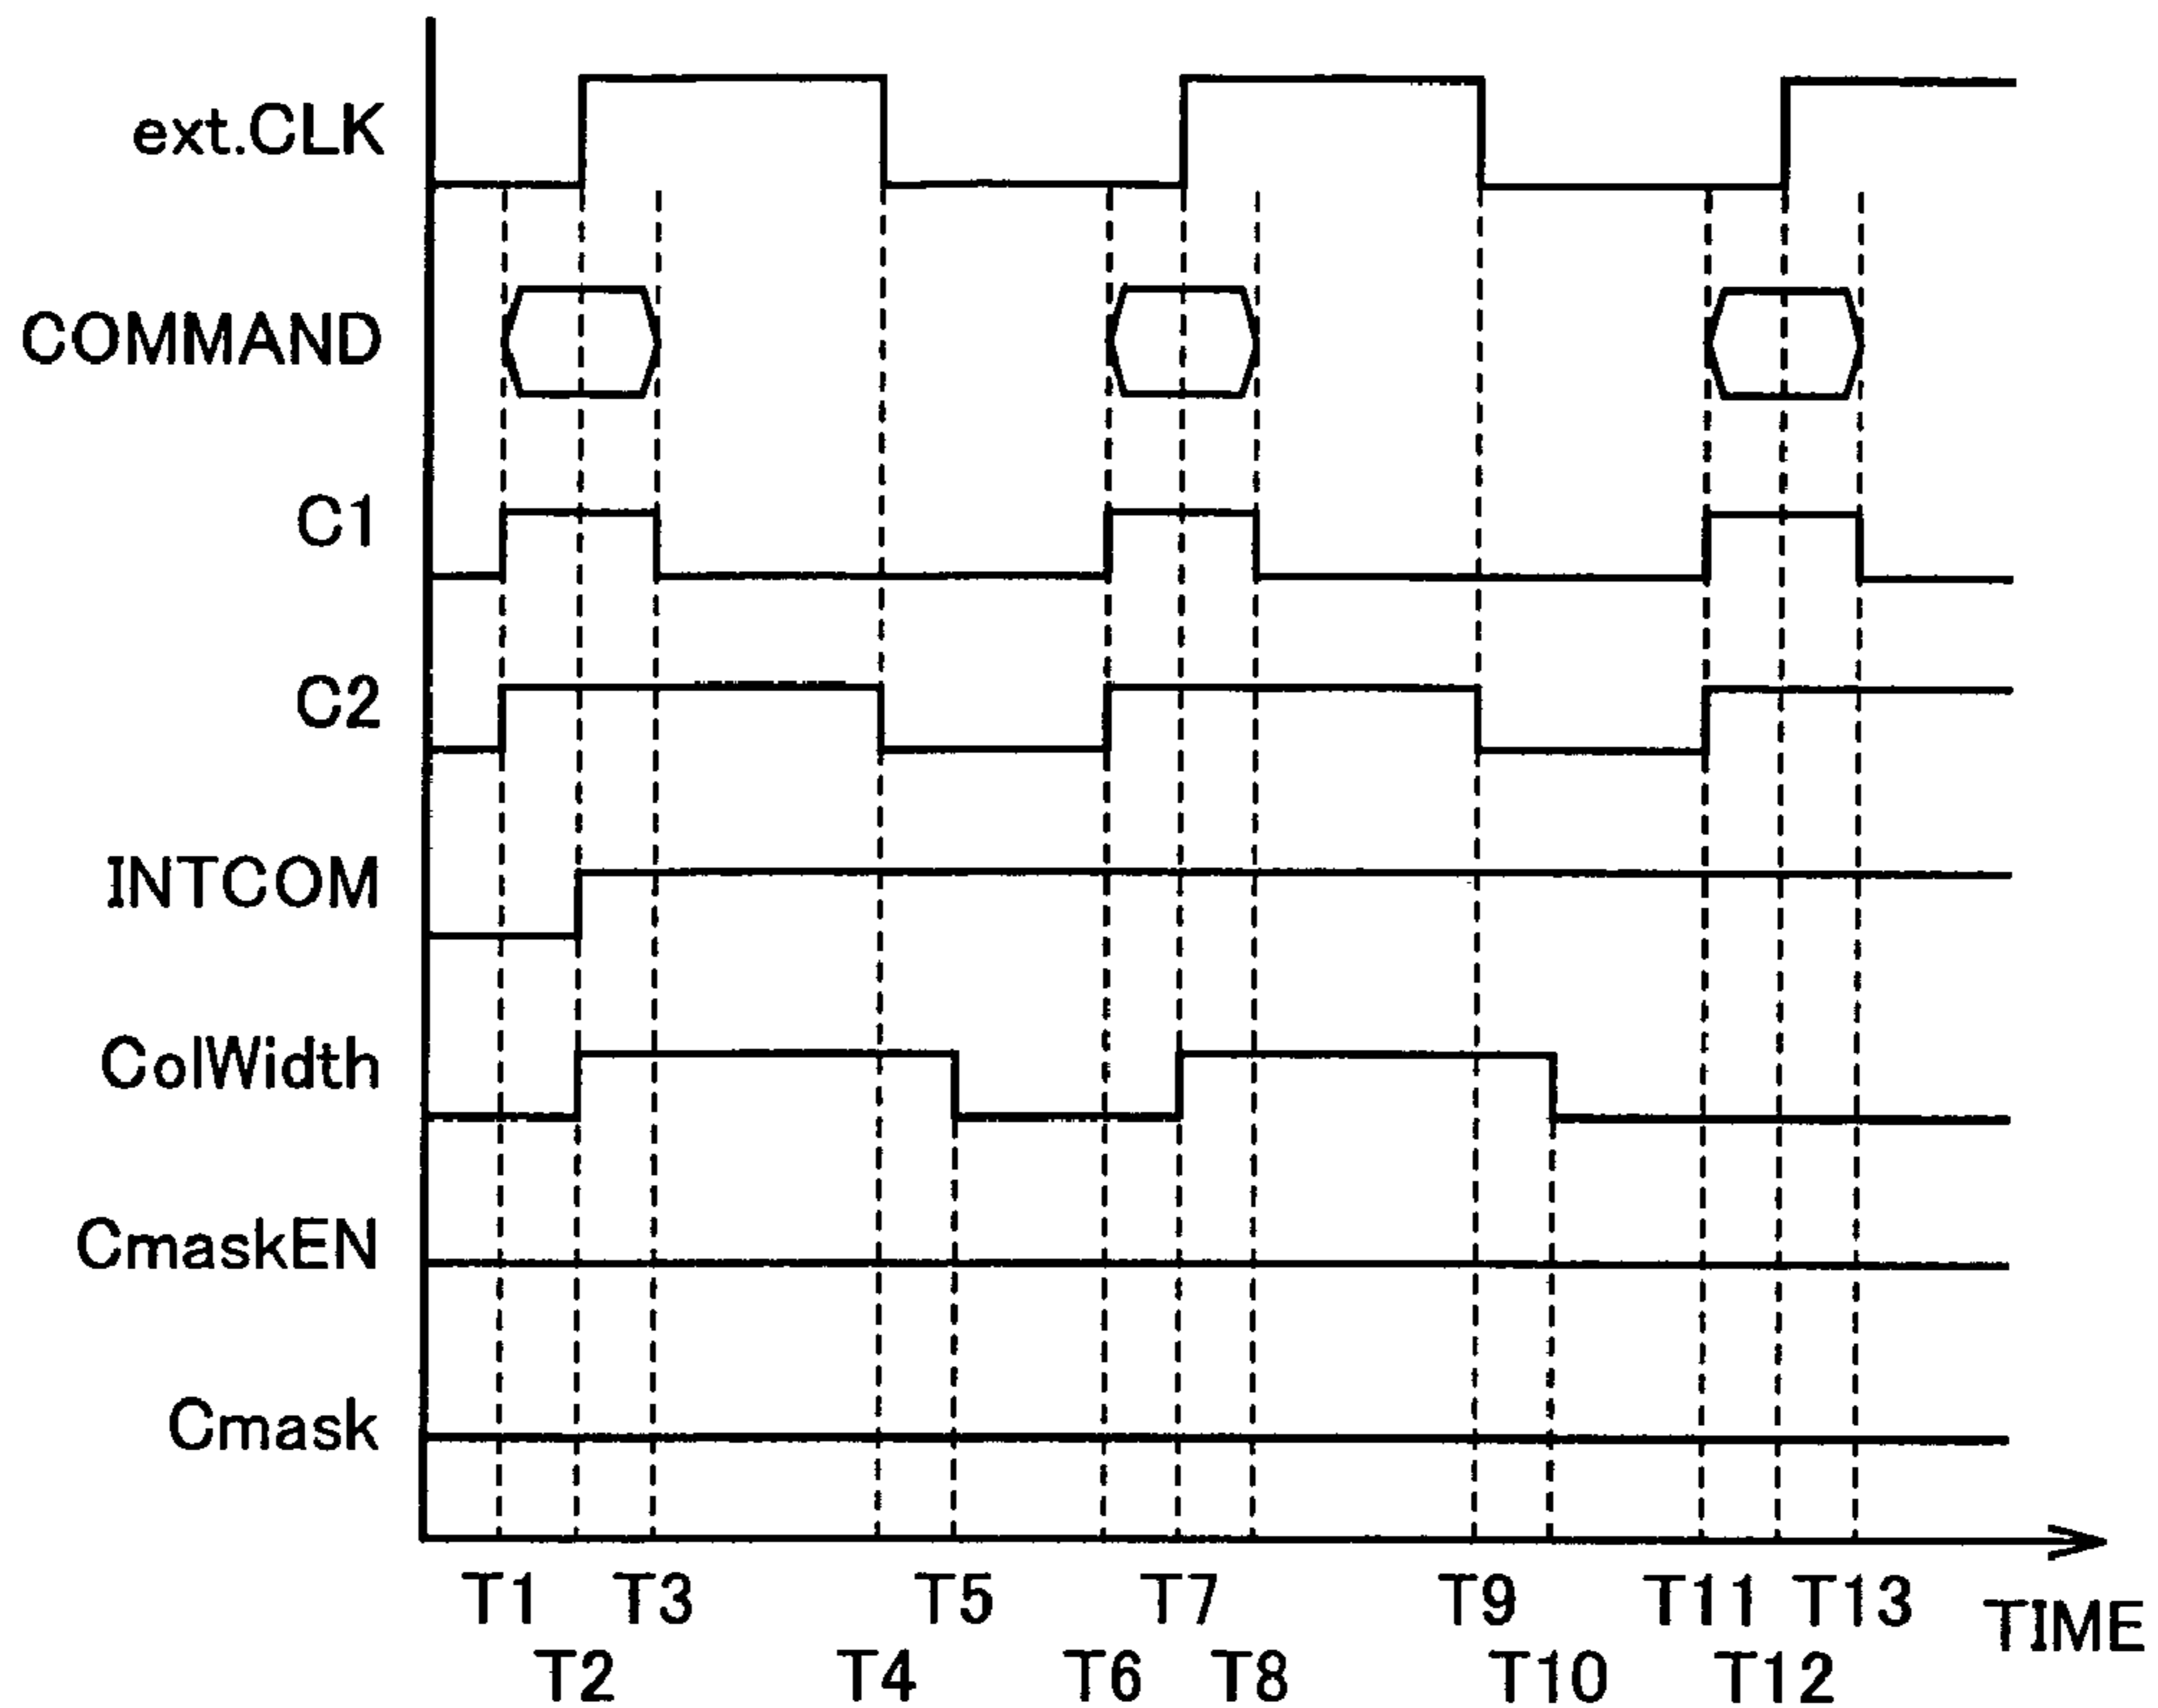 ext.CLK
COMMAND
C1
C2
INTCOM
ColWidth
CmaskEN
Cmask
T1 T3 T5 T7 T9 T11 T13 TIME
T2 T4 T6 T8 T10 T12